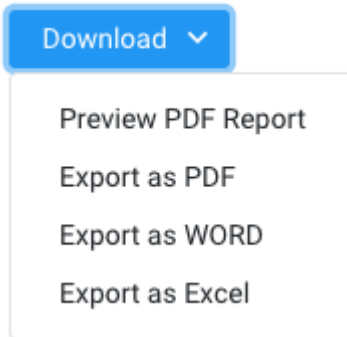 Download
Preview PDF Report
Export as PDF
Export as WORD
Export as Excel